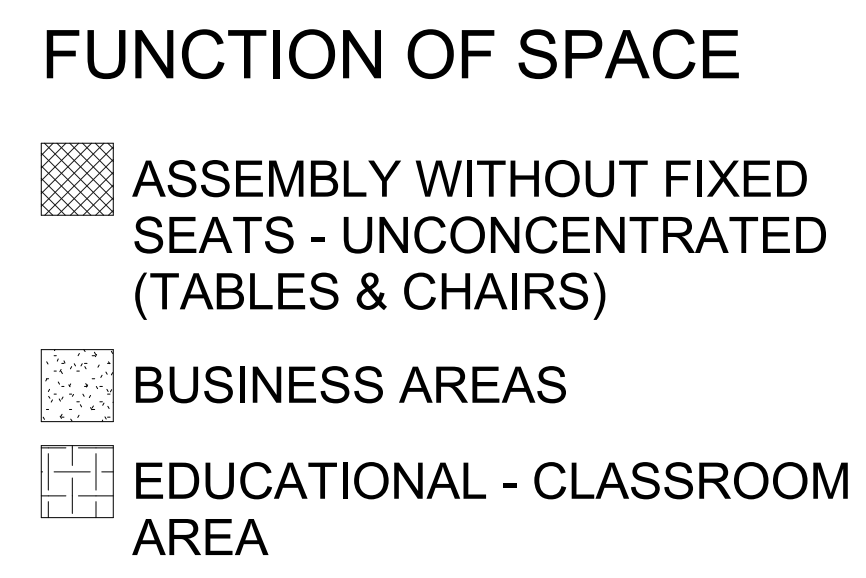 FUNCTION OF SPACE
ASSEMBLY WITHOUT FIXED
SEATS - UNCONCENTRATED
(TABLES & CHAIRS)
BUSINESS AREAS
EDUCATIONAL - CLASSROOM
AREA